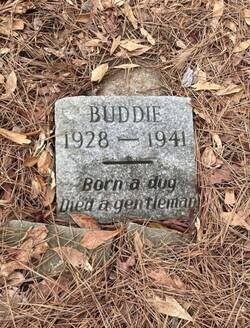 BUDDIE
1928 — 1941
Born a dog
Died a gentleman